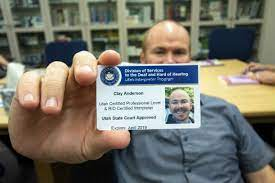 Division of Services
to the Deaf and Hard of Hearing
Utah Interpreter Program
Clay Anderson
Utah Certified Professional Level
& RID Certified Interpreter
Utah State Court Approved
Expires April 2019